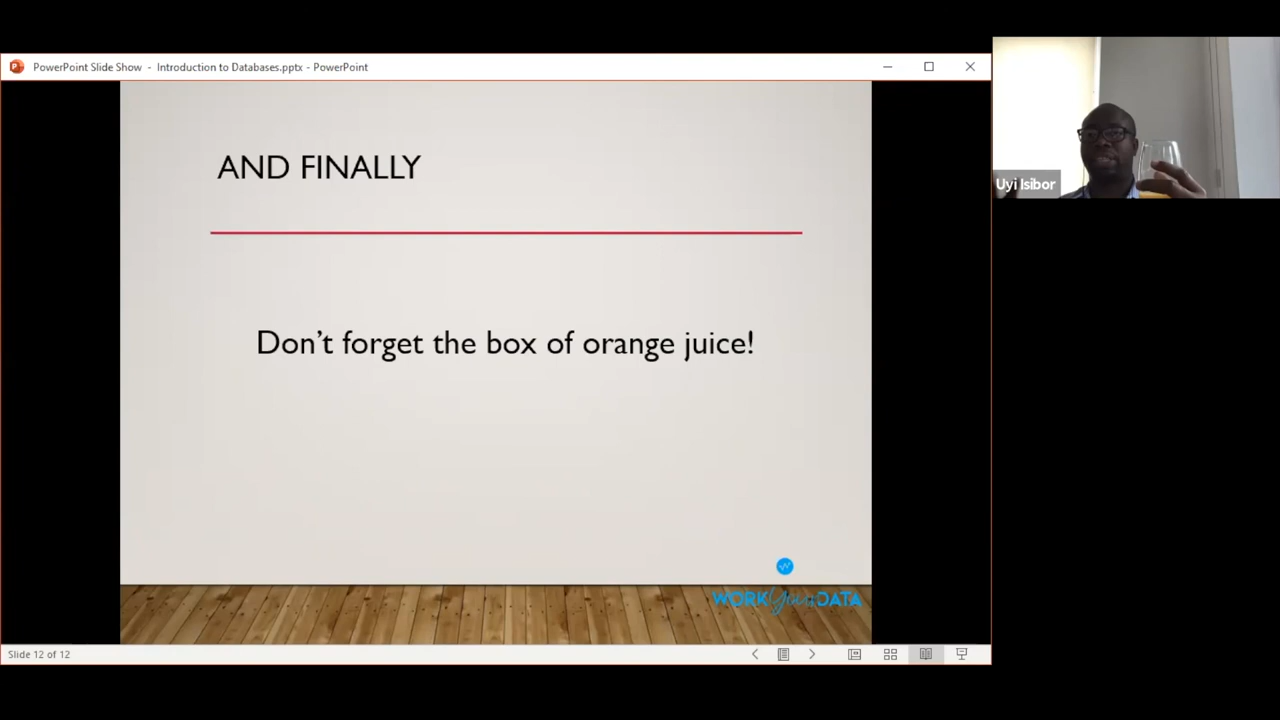 PowerPoint Slide Show - Introduction to Databases.pptx - PowerPoint
AND FINALLY
Don't forget the box of orange juice!
WORK Your DATA
Slide 12 of 12
Uyi Isibor